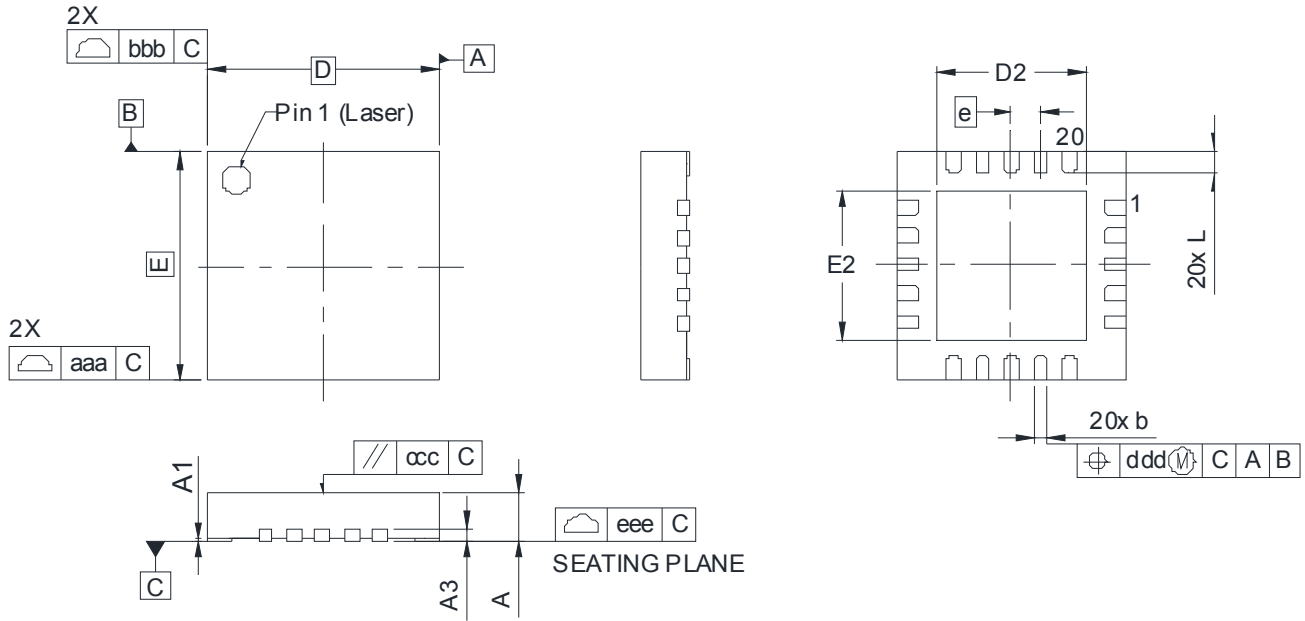 2X
bbb C
D
A
B
Pin 1 (Laser)
E
2X
aaa C
D2
e
20
1
E2
20x L
20x b
ddd M C A B
ccc C
A1
A3
A
eee C
SEATING PLANE
C